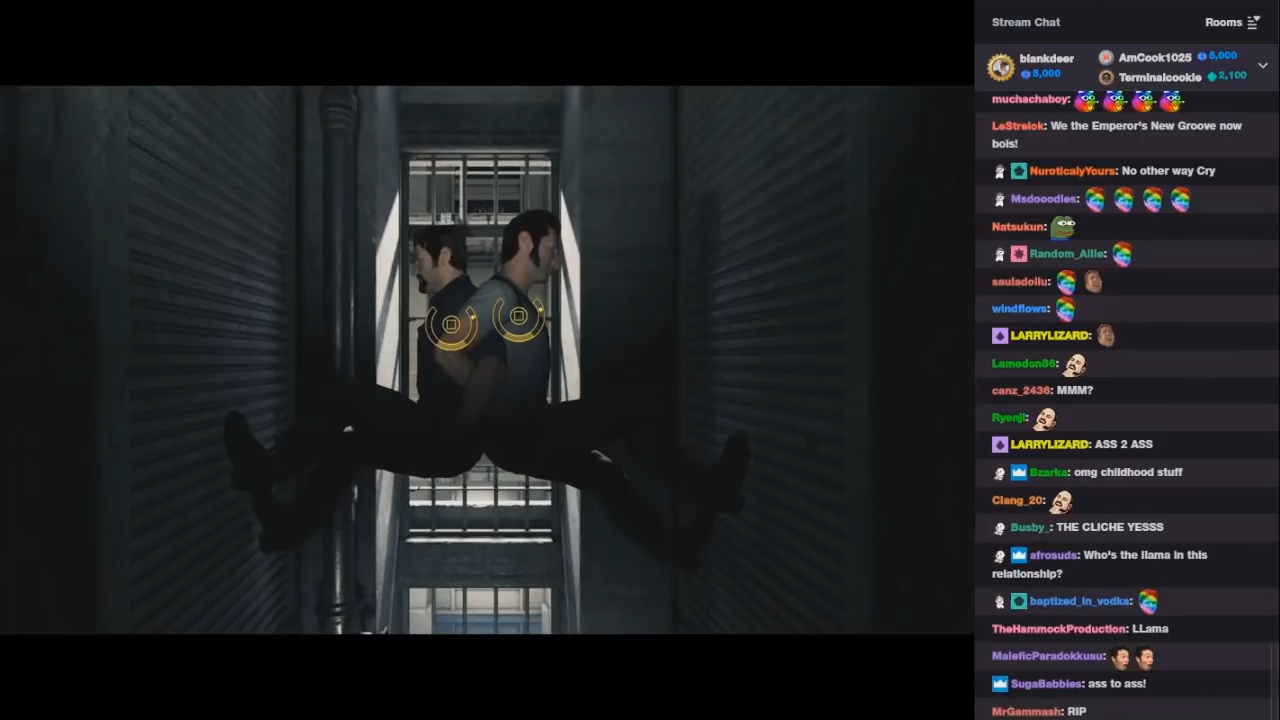 Stream Chat
Rooms
blankdeer
5,000
AmCook1025 5,000
Terminalcookie 2,100
muchachaboy:
LeStrelok: We the Emperor's New Groove now
bois!
NuroticalyYours: No other way Cry
Msdooodles:
Natsukun:
Random_Allie:
sauladollu:
windflows:
LARRYLIZARD:
Lamedon86:
canz_2436: MMM?
Ryenji:
LARRYLIZARD: ASS 2 ASS
Bzarka: omg childhood stuff
Clang_20:
Busby_: THE CLICHE YESSS
afrosuds: Who's the llama in this
relationship?
baptized_in_vodka:
TheHammockProduction: LLama
MaleficParadokkusu:
SugaBabbies: ass to ass!
MrGammash: RIP